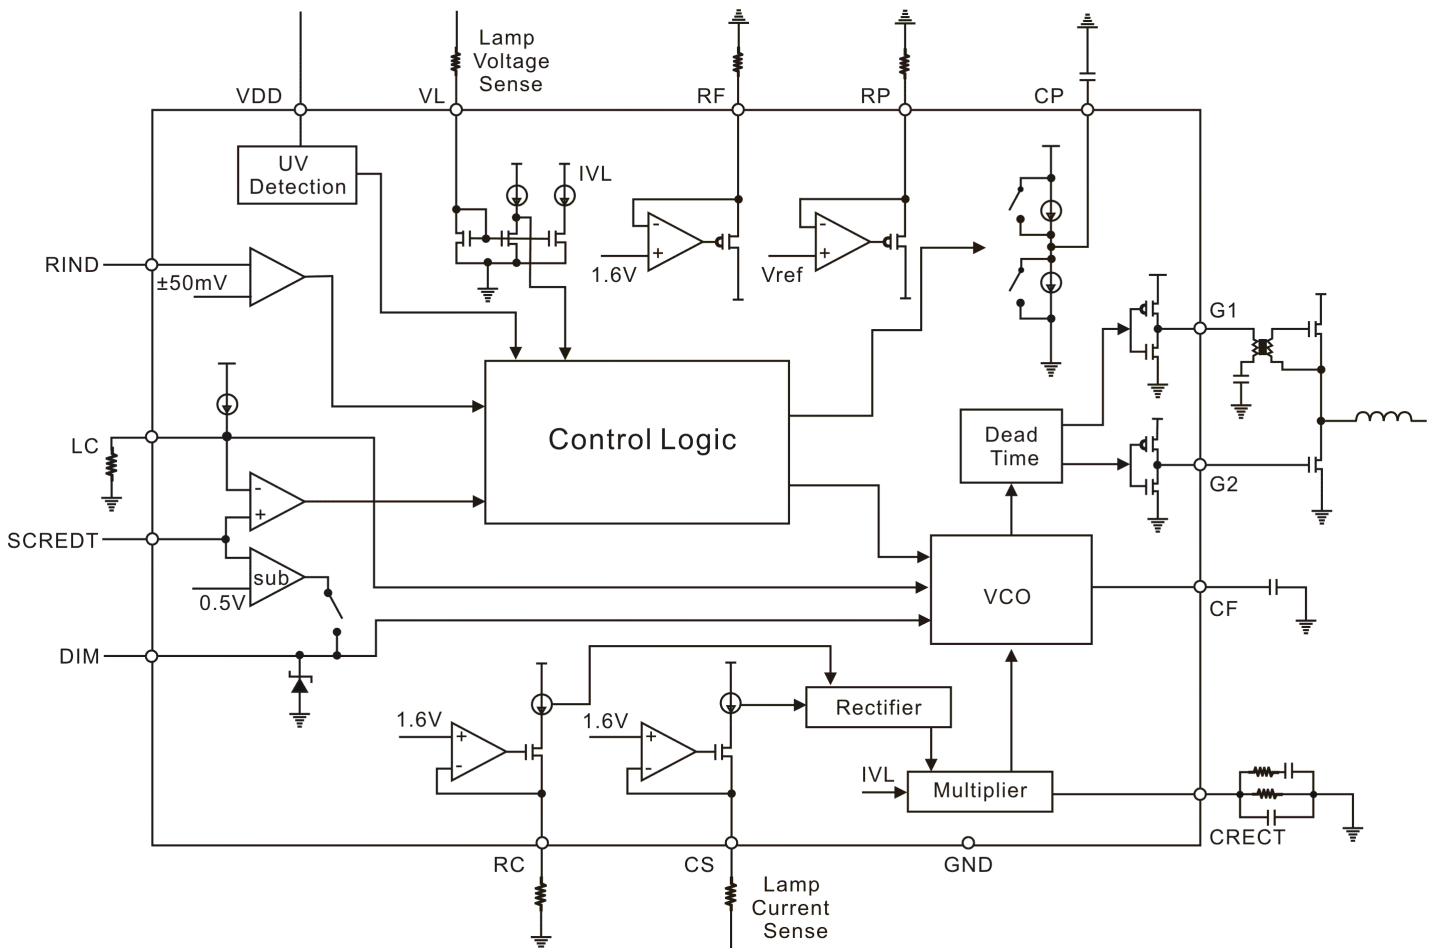 Lamp
Voltage
Sense
VDD
VL
RF
RP
CP
UV
Detection
IVL
-
+
1.6V
-
+
Vref
RIND
±50mV
G1
LC
Control Logic
Dead
Time
G2
-
+
SCREDT
sub
0.5V
VCO
CF
DIM
1.6V
+
-
1.6V
+
-
Rectifier
IVL
Multiplier
CRECT
RC
CS
GND
Lamp
Current
Sense